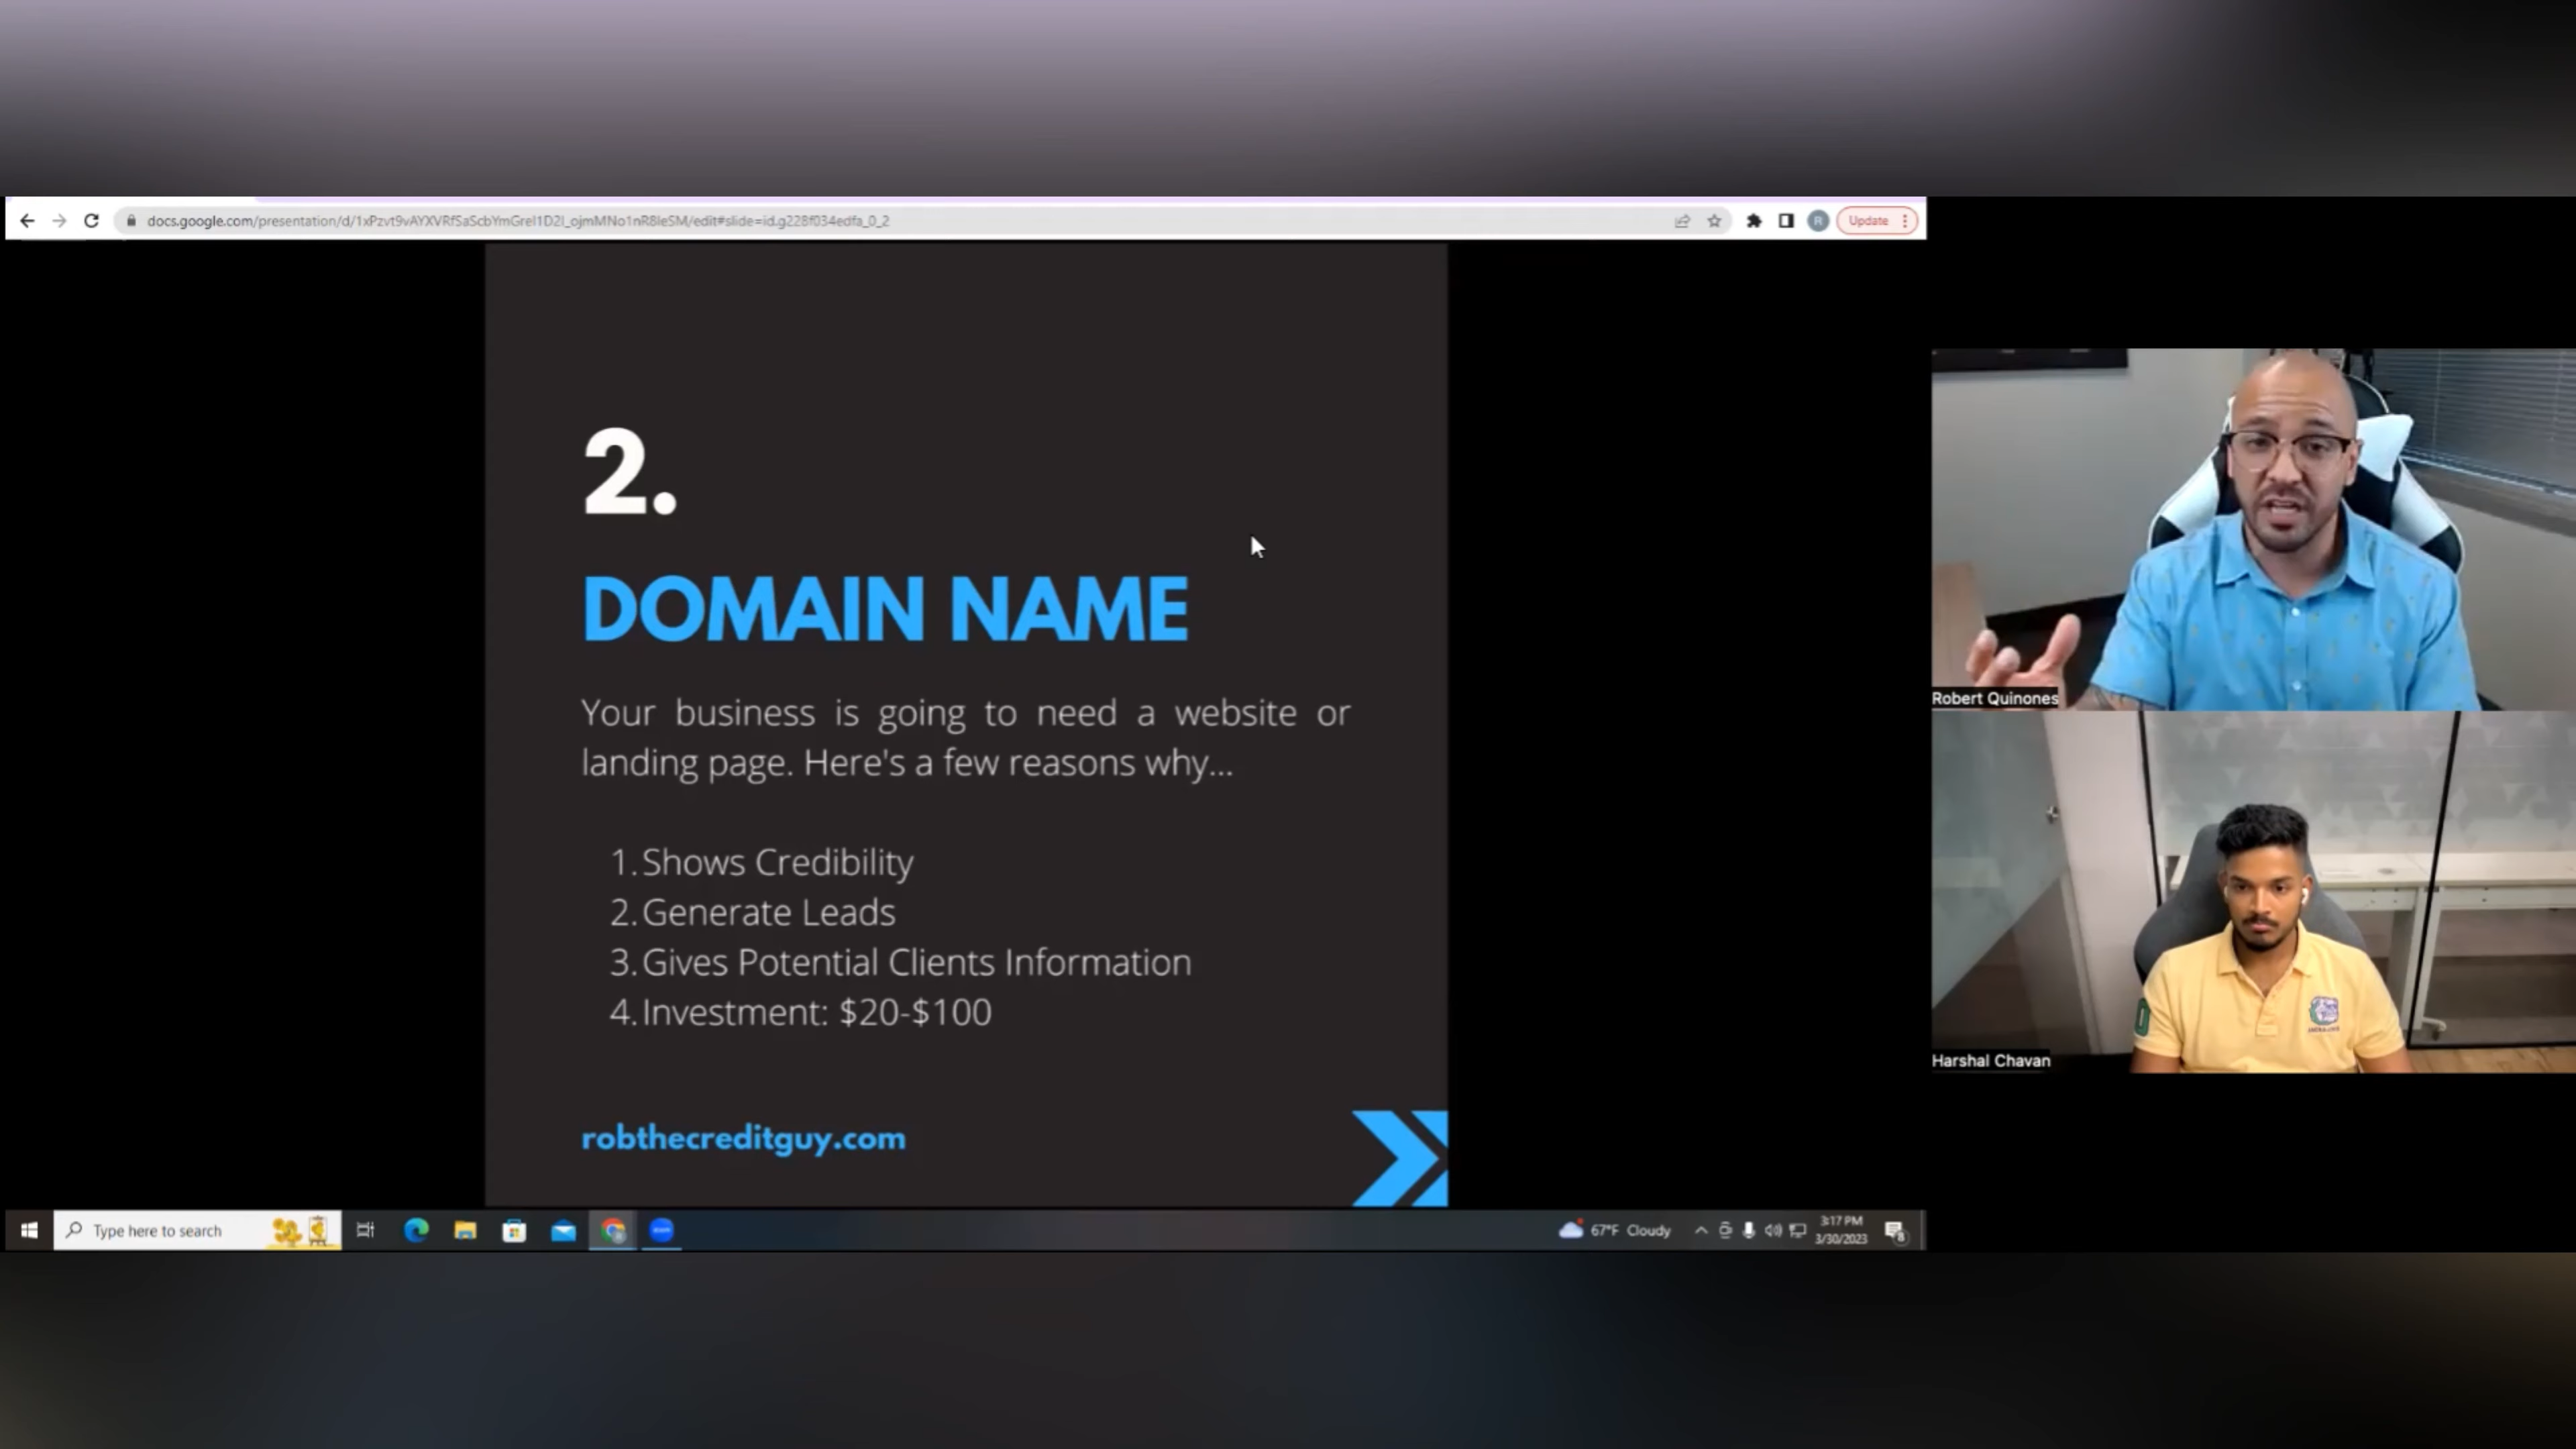 Update
2.
DOMAIN NAME
Your business is going to need a website or
landing page. Here's a few reasons why...
1. Shows Credibility
2. Generate Leads
3. Gives Potential Clients Information
4. Investment: $20-$100
robthecreditguy.com
Robert Quinones
Harshal Chavan
Type here to search
67°F Cloudy
3:17 PM
3/30/2023
8
R
zoom